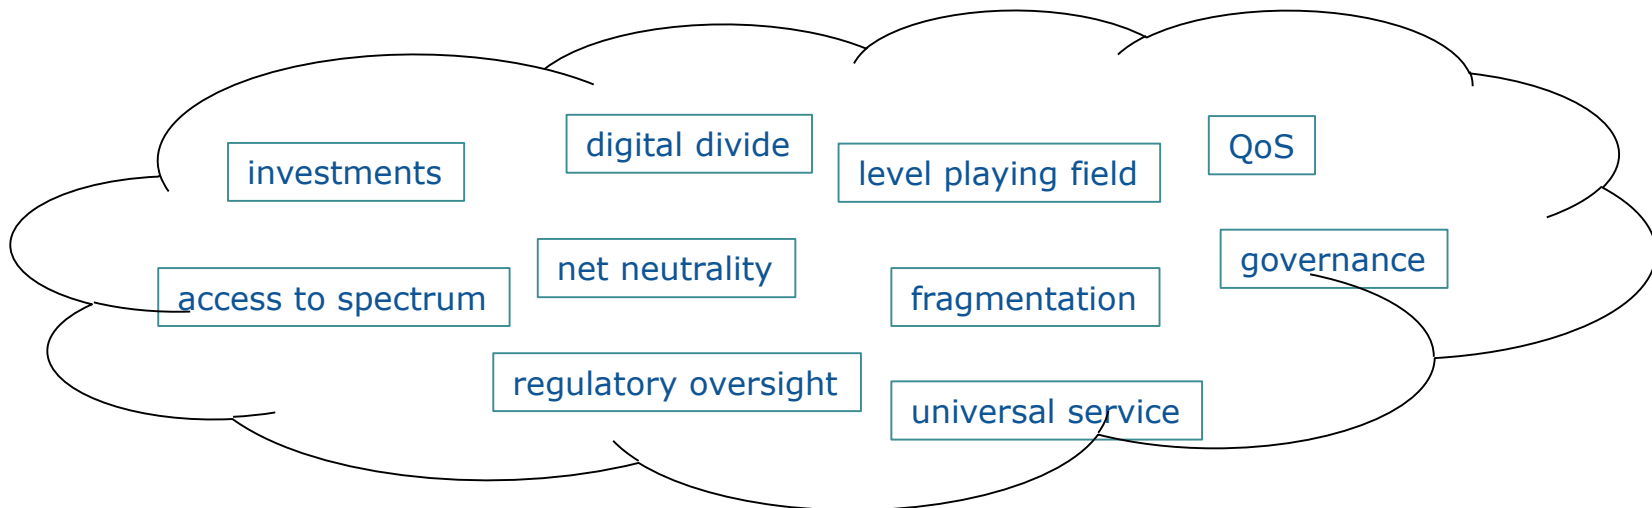 investments
digital divide
level playing field
QoS
access to spectrum
net neutrality
fragmentation
governance
regulatory oversight
universal service